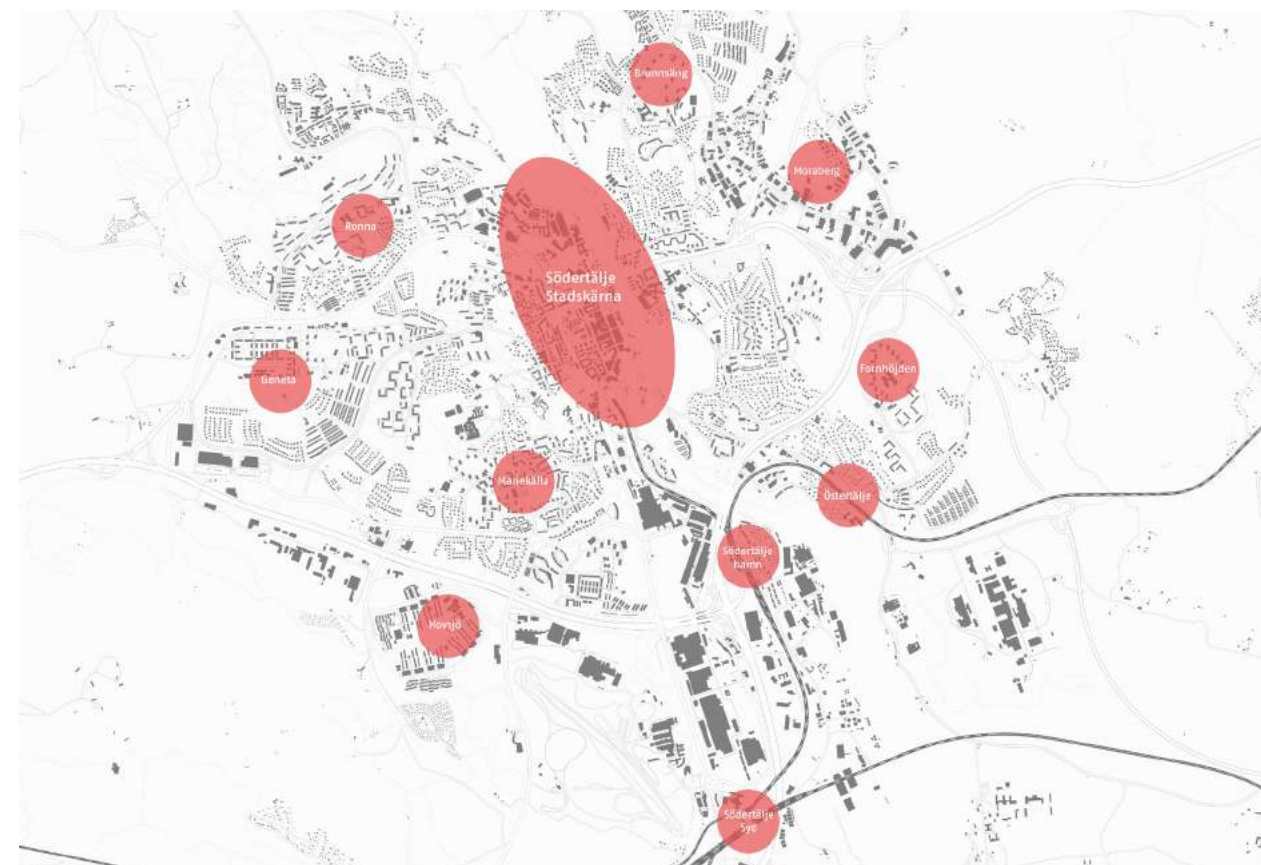 Brunnsäng
Moraberg
Ronna
Södertälje
Stadskärna
Fornhöjden
Geneta
Mariekälla
Östertälje
Södertälje
hamn
Hovsjö
Södertälje
Syd